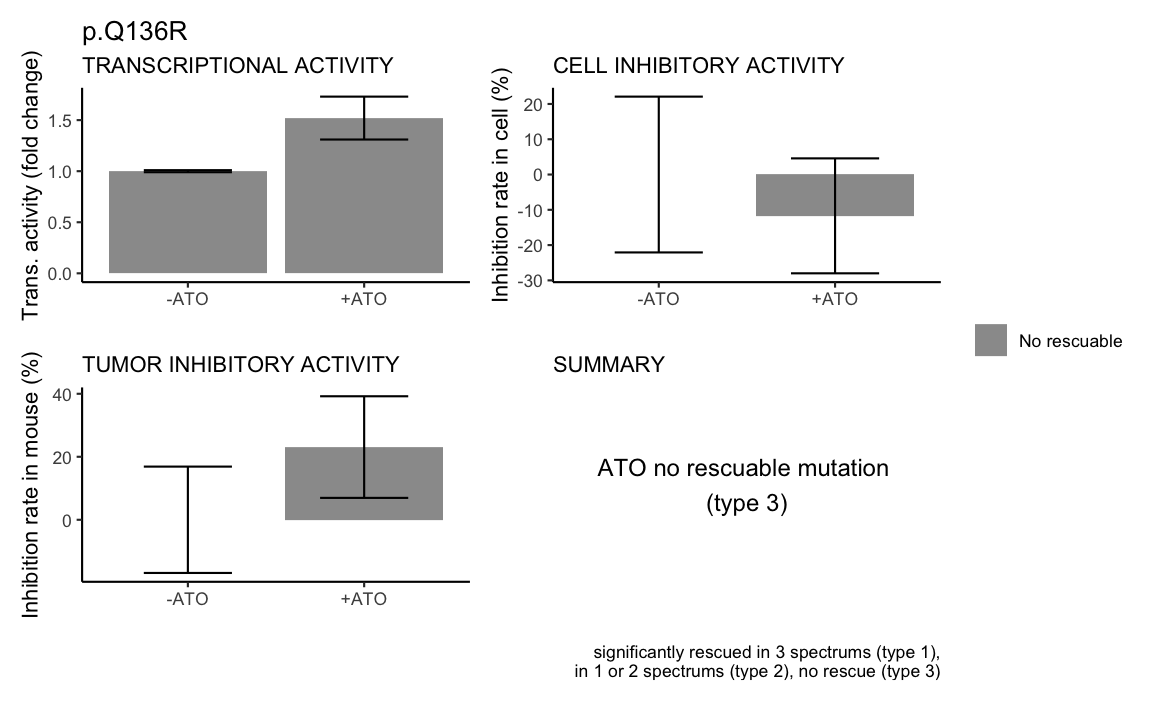 p.Q136R
TRANSCRIPTIONAL ACTIVITY
Trans. activity (fold change)
1.5
1.0
0.5
0.0
-ATO +ATO
CELL INHIBITORY ACTIVITY
Inhibition rate in cell (%)
20
10
0
-10
-20
-30
-ATO +ATO
No rescuable
TUMOR INHIBITORY ACTIVITY
Inhibition rate in mouse (%)
40
20
0
-ATO +ATO
SUMMARY
ATO no rescuable mutation
(type 3)
significantly rescued in 3 spectrums (type 1),
in 1 or 2 spectrums (type 2), no rescue (type 3)